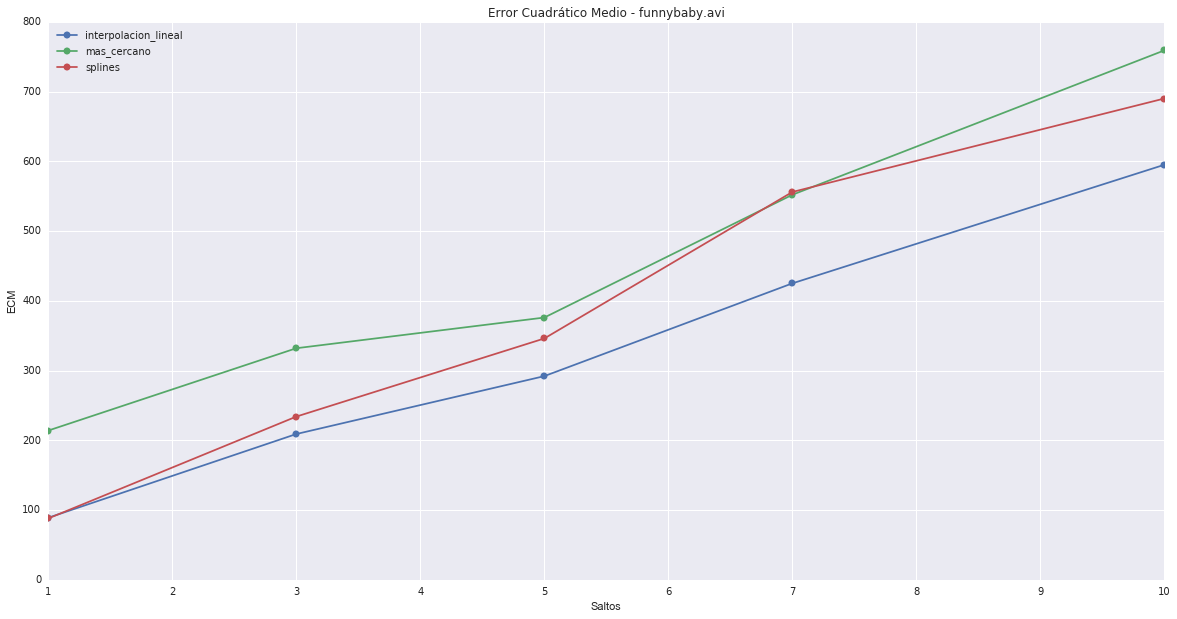 Error Cuadrático Medio - funnybaby.avi
interpolacion_lineal
mas_cercano
splines
ECM
800
700
600
500
400
300
200
100
0
1 2 3 4 5 6 7 8 9 10
Saltos